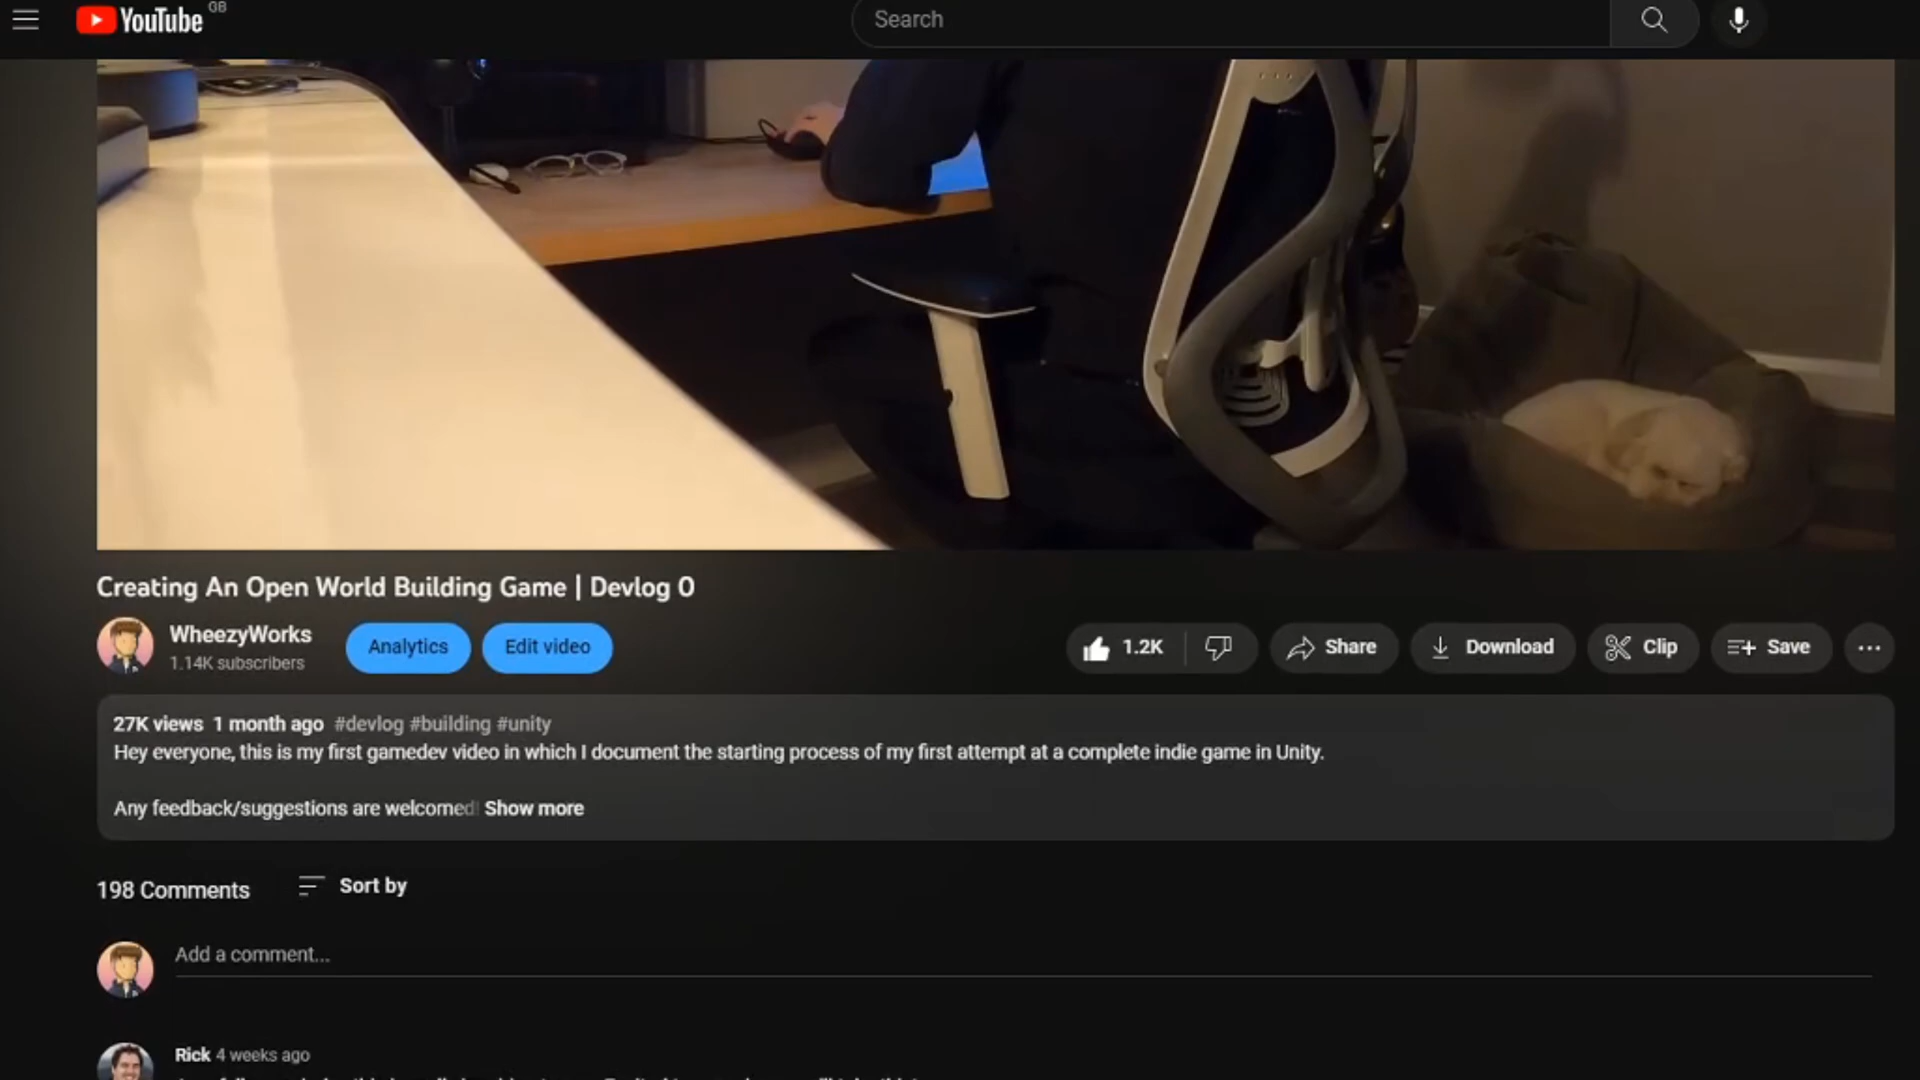 YouTube GB
Search
Creating An Open World Building Game | Devlog 0
WheezyWorks
1.14K subscribers
Analytics
Edit video
1.2K
Share
Download
Clip
Save
27K views 1 month ago #devlog #building #unity
Hey everyone, this is my first gamedev video in which I document the starting process of my first attempt at a complete indie game in Unity.
Any feedback/suggestions are welcomed Show more
198 Comments
Sort by
Add a comment...
Rick 4 weeks ago